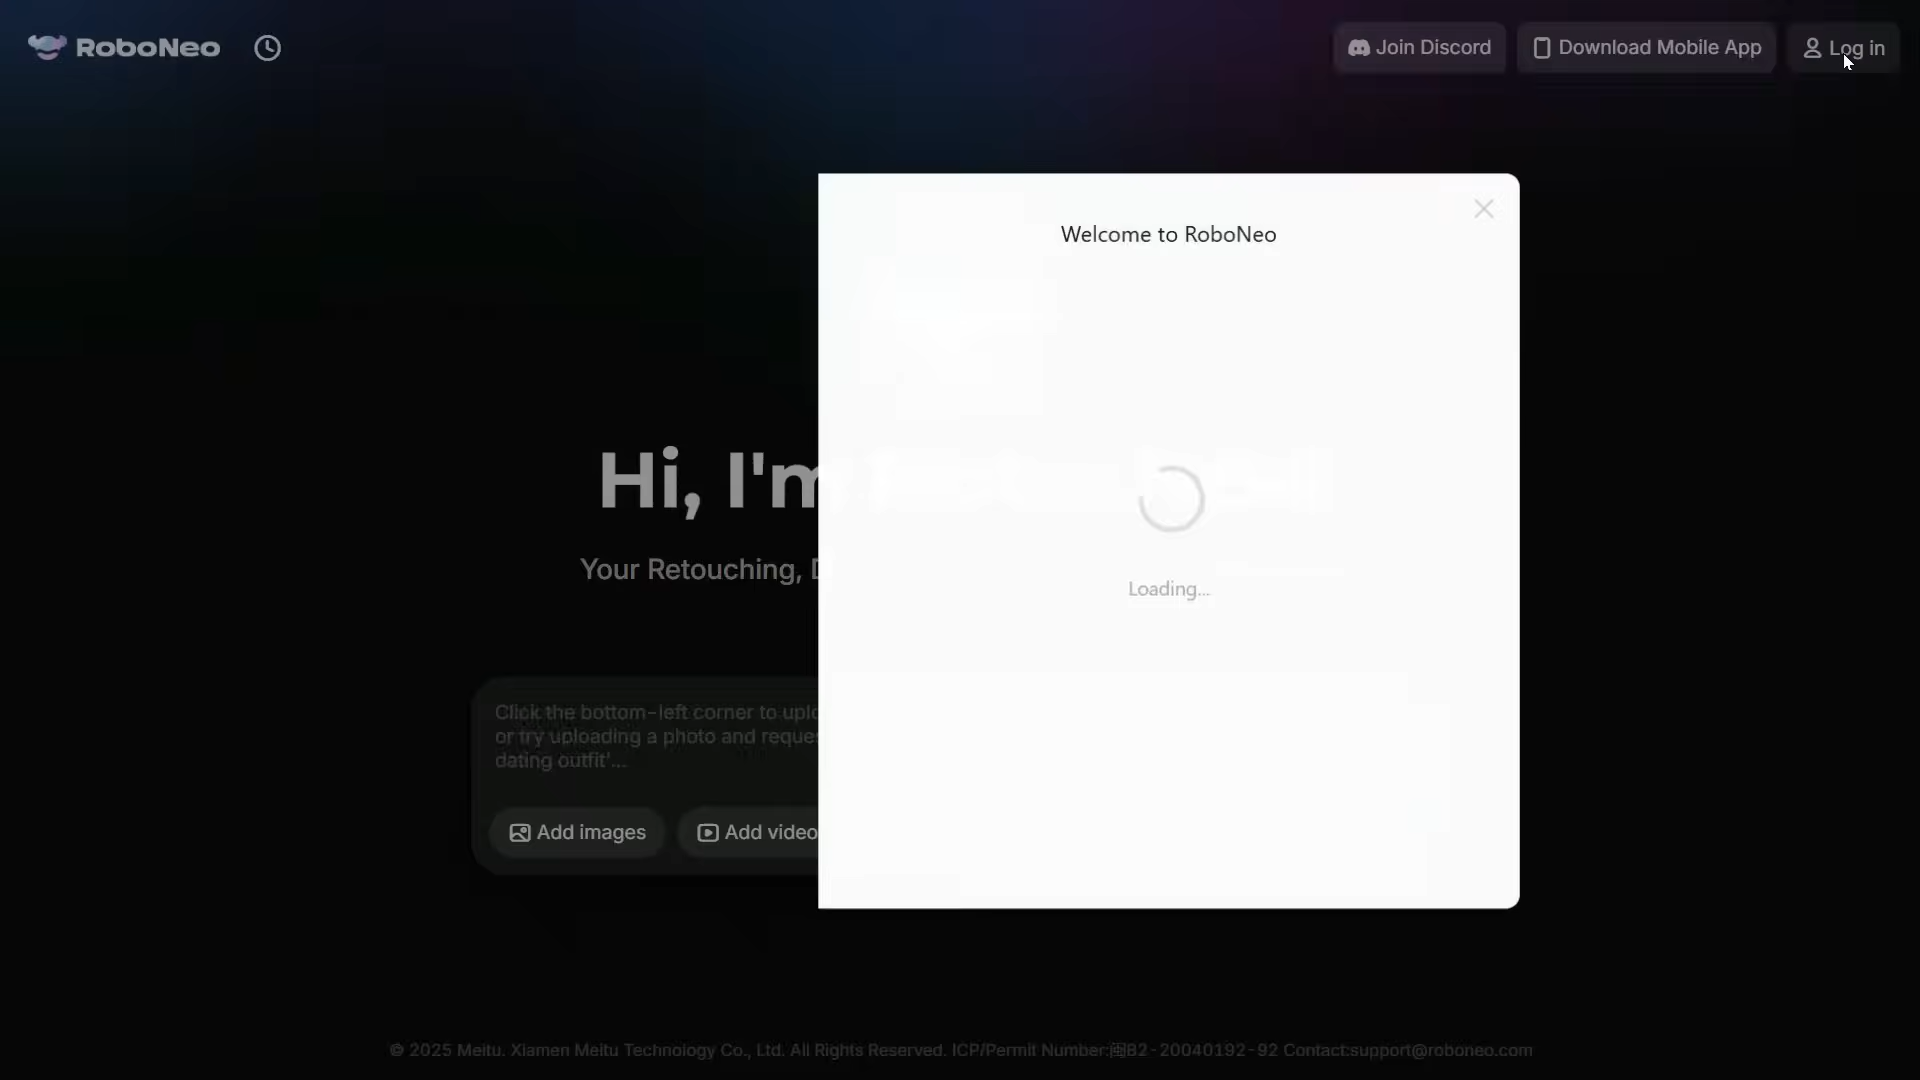 RoboNeo
Join Discord
Download Mobile App
Log in
Welcome to RoboNeo
Hi, I'm
Your Retouching,
Loading...
Click the bottom-left corner to uplo
or try uploading a photo and reques
dating outfit'...
Add images
Add video
© 2025 Meitu. Xiamen Meitu Technology Co., Ltd. All Rights Reserved. ICP/Permit Number:闽B2-20040192-92 Contact:support@roboneo.com